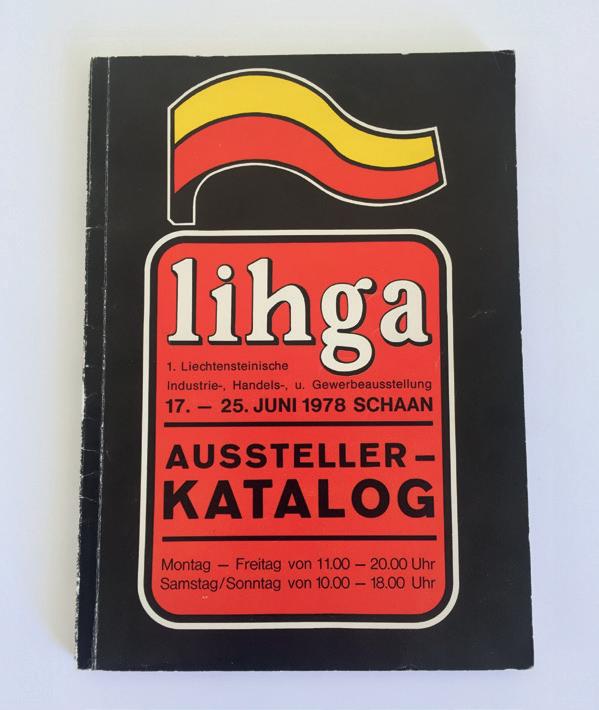 lihga
1. Liechtensteinische
Industrie-, Handels-, u. Gewerbeausstellung
17. — 25. JUNI 1978 SCHAAN
AUSSTELLER –
KATALOG
Montag — Freitag von 11.00 — 20.00 Uhr
Samstag/Sonntag von 10.00 — 18.00 Uhr